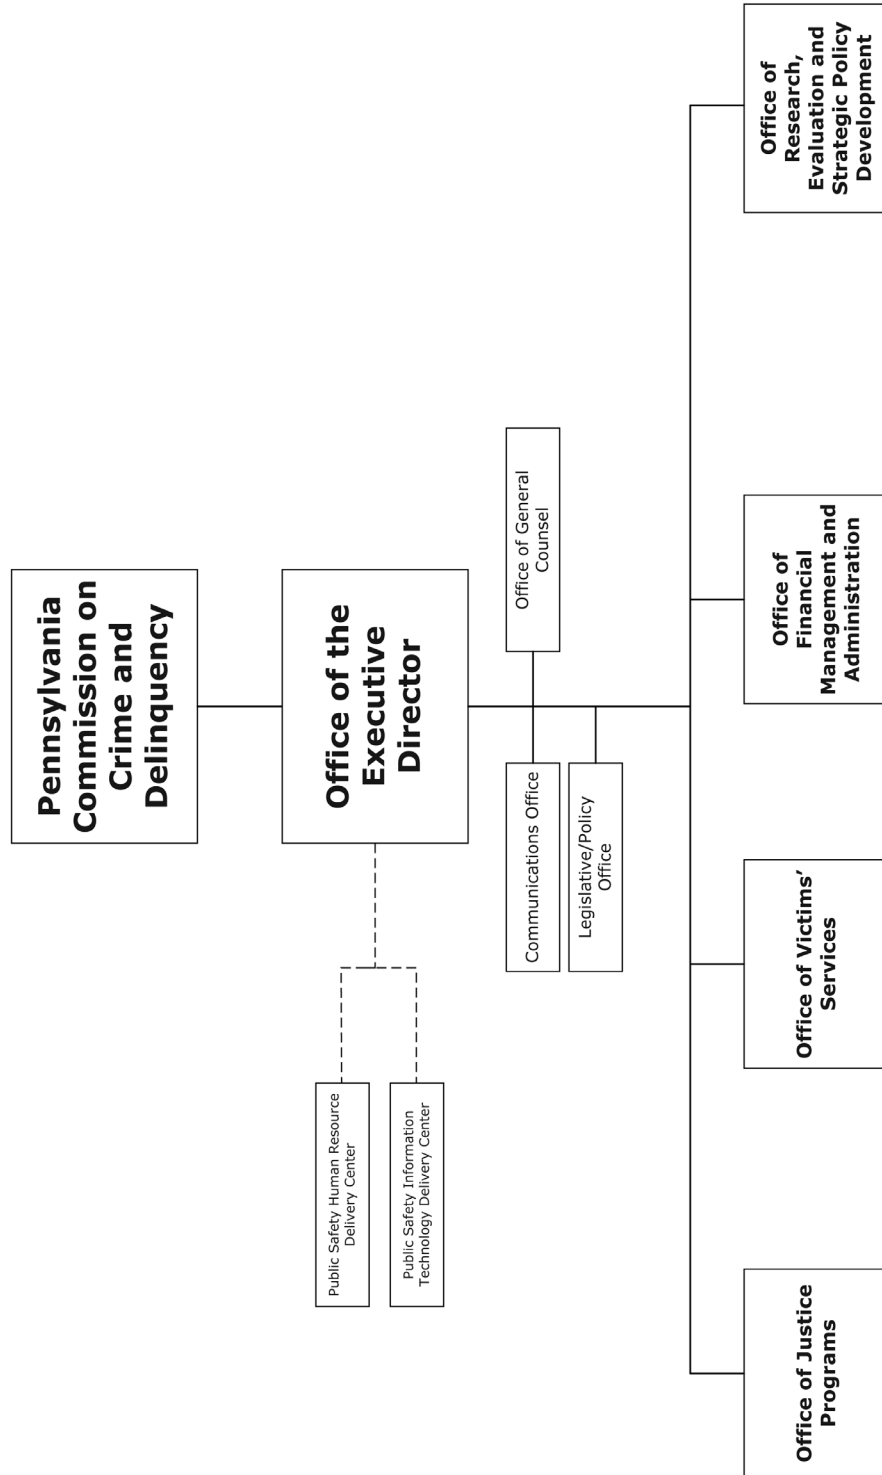 Pennsylvania
Commission on
Crime and
Delinquency
Office of the
Executive
Director
Public Safety Human Resource
Delivery Center
Public Safety Information
Technology Delivery Center
Communications Office
Office of General
Counsel
Legislative/Policy
Office
Office of Justice
Programs
Office of Victims’
Services
Office of
Financial
Management and
Administration
Office of
Research,
Evaluation and
Strategic Policy
Development